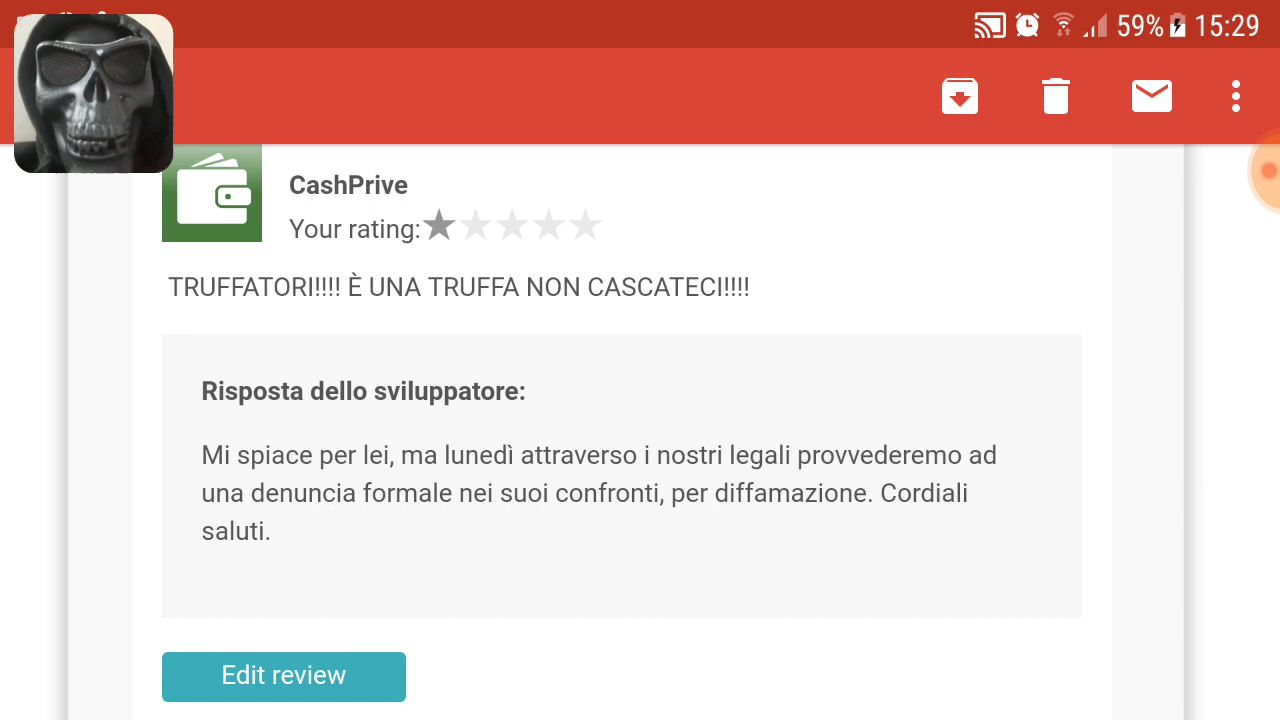 59% 15:29
CashPrive
Your rating:
TRUFFATORI!!!! È UNA TRUFFA NON CASCATECI!!!!
Risposta dello sviluppatore:
Mi spiace per lei, ma lunedì attraverso i nostri legali provvederemo ad
una denuncia formale nei suoi confronti, per diffamazione. Cordiali
saluti.
Edit review